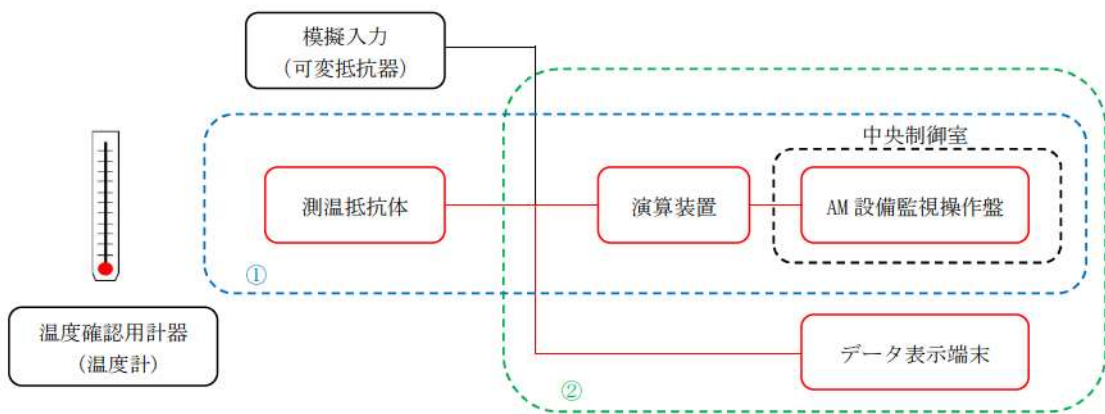 模擬入力
(可変抵抗器)
中央制御室
測温抵抗体
演算装置
AM 設備監視操作盤
①
温度確認用計器
(温度計)
データ表示端末
②